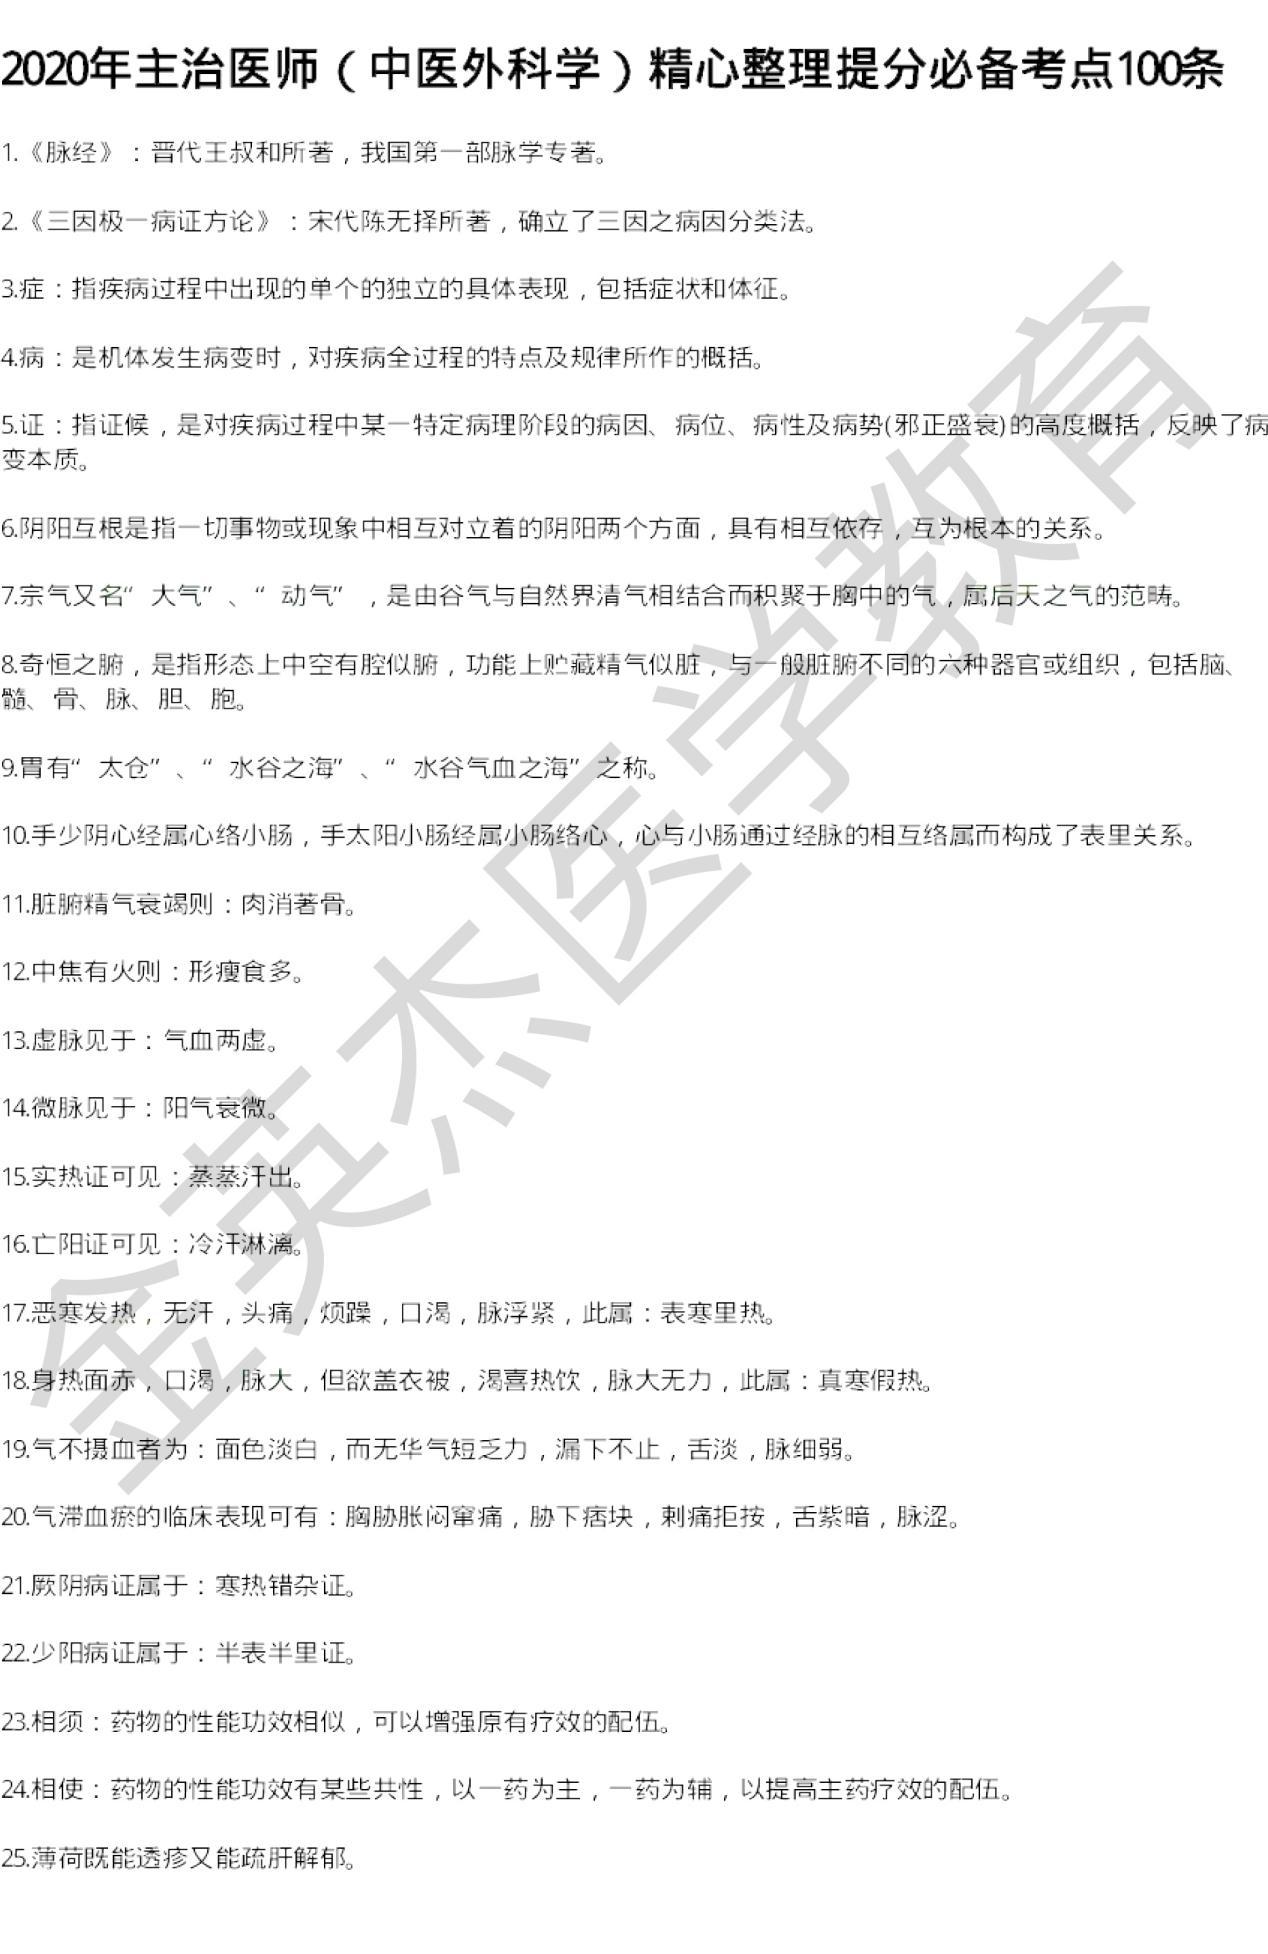 2020年主治医师（中医外科学）精心整理提分必备考点100条
1.《脉经》：晋代王叔和所著，我国第一部脉学专著。
2.《三因极一病证方论》：宋代陈无择所著，确立了三因之病因分类法。
3.症：指疾病过程中出现的单个的独立的具体表现，包括症状和体征。
4.病：是机体发生病变时，对疾病全过程的特点及规律所作的概括。
5.证：指证候，是对疾病过程中某一特定病理阶段的病因、病位、病性及病势(邪正盛衰)的高度概括，反映了病
变本质。
6.阴阳互根是指一切事物或现象中相互对立着的阴阳两个方面，具有相互依存，互为根本的关系。
7.宗气又名“大气”、“动气”，是由谷气与自然界清气相结合而积聚于胸中的气，属后天之气的范畴。
8.奇恒之腑，是指形态上中空有腔似腑，功能上贮藏精气似脏，与一般脏腑不同的六种器官或组织，包括脑、
髓、骨、脉、胆、胞。
9.胃有“太仓”、“水谷之海”、“水谷气血之海”之称。
10.手少阴心经属心络小肠，手太阳小肠经属小肠络心，心与小肠通过经脉的相互络属而构成了表里关系。
11.脏腑精气衰竭则：肉消著骨。
12.中焦有火则：形瘦食多。
13.虚脉见于：气血两虚。
14.微脉见于：阳气衰微。
15.实热证可见：蒸蒸汗出。
16.亡阳证可见：冷汗淋漓。
17.恶寒发热，无汗，头痛，烦躁，口渴，脉浮紧，此属：表寒里热。
18.身热面赤，口渴，脉大，但欲盖衣被，渴喜热饮，脉大无力，此属：真寒假热。
19.气不摄血者为：面色淡白，而无华气短乏力，漏下不止，舌淡，脉细弱。
20.气滞血瘀的临床表现可有：胸胁胀闷窜痛，胁下痞块，刺痛拒按，舌紫暗，脉涩。
21.厥阴病证属于：寒热错杂证。
22.少阳病证属于：半表半里证。
23.相须：药物的性能功效相似，可以增强原有疗效的配伍。
24.相使：药物的性能功效有某些共性，以一药为主，一药为辅，以提高主药疗效的配伍。
25.薄荷既能透疹又能疏肝解郁。
金英杰医学教育